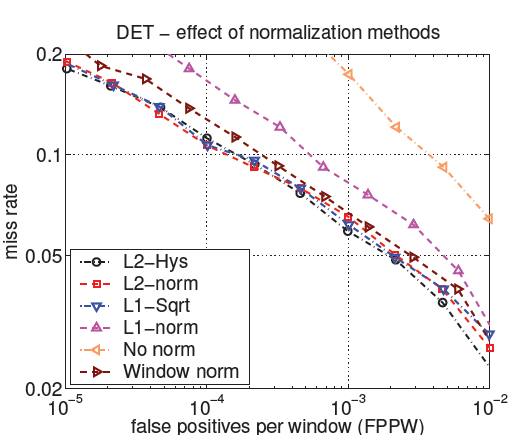 DET − effect of normalization methods
0.2
0.1
0.05
0.02
miss rate
L2−Hys
L2−norm
L1−Sqrt
L1−norm
No norm
Window norm
10⁻⁵ 10⁻⁴ 10⁻³ 10⁻²
false positives per window (FPPW)